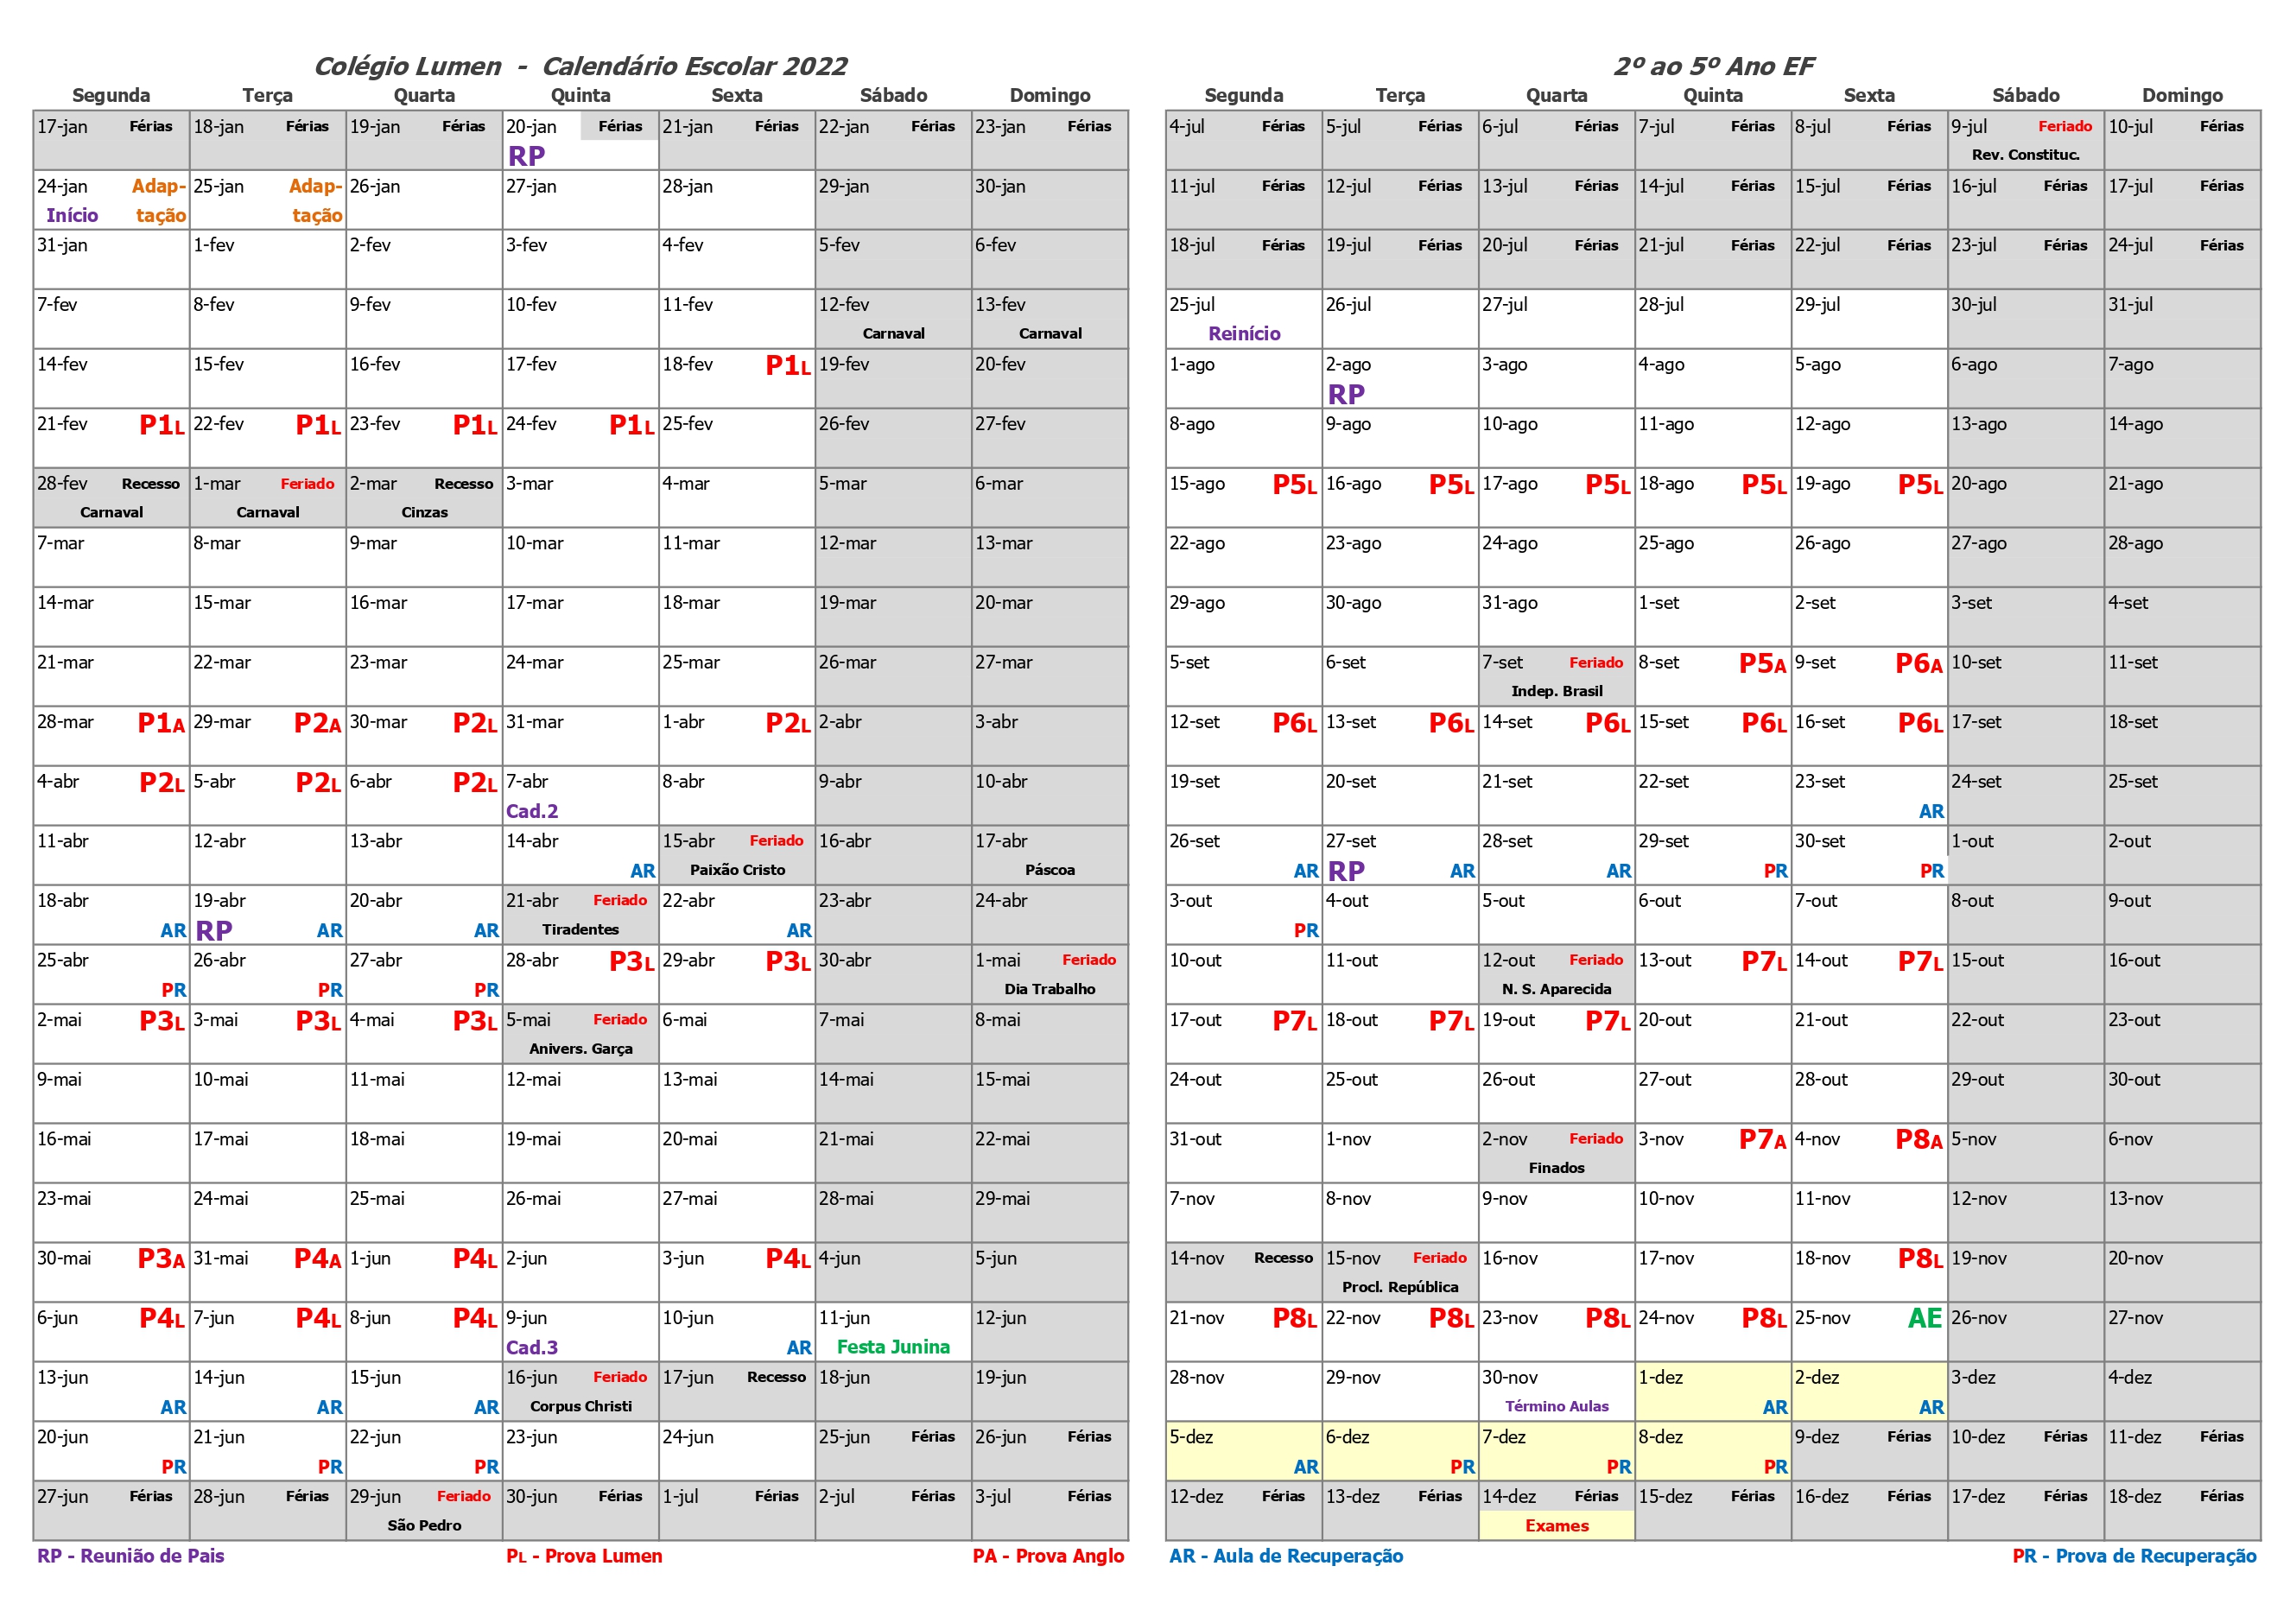 Colégio Lumen - Calendário Escolar 2022
Segunda Terça Quarta Quinta Sexta Sábado Domingo
17-jan Férias 18-jan Férias 19-jan Férias 20-jan Férias 21-jan Férias 22-jan Férias 23-jan Férias
RP
24-jan Adap- 25-jan Adap- 26-jan 27-jan 28-jan 29-jan 30-jan
Início tação tação
31-jan 1-fev 2-fev 3-fev 4-fev 5-fev 6-fev
7-fev 8-fev 9-fev 10-fev 11-fev 12-fev 13-fev
Carnaval Carnaval
14-fev 15-fev 16-fev 17-fev 18-fev P1L 19-fev 20-fev
21-fev P1L 22-fev P1L 23-fev P1L 24-fev P1L 25-fev 26-fev 27-fev
28-fev Recesso 1-mar Feriado 2-mar Recesso 3-mar 4-mar 5-mar 6-mar
Carnaval Carnaval Cinzas
7-mar 8-mar 9-mar 10-mar 11-mar 12-mar 13-mar
14-mar 15-mar 16-mar 17-mar 18-mar 19-mar 20-mar
21-mar 22-mar 23-mar 24-mar 25-mar 26-mar 27-mar
28-mar P1A 29-mar P2A 30-mar P2L 31-mar 1-abr P2L 2-abr 3-abr
4-abr P2L 5-abr P2L 6-abr P2L 7-abr 8-abr 9-abr 10-abr
Cad.2
11-abr 12-abr 13-abr 14-abr 15-abr Feriado 16-abr 17-abr
AR Paixão Cristo Páscoa
18-abr 19-abr 20-abr 21-abr Feriado 22-abr 23-abr 24-abr
AR RP AR AR Tiradentes AR
25-abr 26-abr 27-abr 28-abr P3L 29-abr P3L 30-abr 1-mai Feriado
PR PR PR Dia Trabalho
2-mai P3L 3-mai P3L 4-mai P3L 5-mai Feriado 6-mai 7-mai 8-mai
Anivers. Garça
9-mai 10-mai 11-mai 12-mai 13-mai 14-mai 15-mai
16-mai 17-mai 18-mai 19-mai 20-mai 21-mai 22-mai
23-mai 24-mai 25-mai 26-mai 27-mai 28-mai 29-mai
30-mai P3A 31-mai P4A 1-jun P4L 2-jun 3-jun P4L 4-jun 5-jun
6-jun P4L 7-jun P4L 8-jun P4L 9-jun 10-jun 11-jun 12-jun
Cad.3 AR Festa Junina
13-jun 14-jun 15-jun 16-jun Feriado 17-jun Recesso 18-jun 19-jun
AR AR AR Corpus Christi
20-jun 21-jun 22-jun 23-jun 24-jun 25-jun Férias 26-jun Férias
PR PR PR
27-jun Férias 28-jun Férias 29-jun Feriado 30-jun Férias 1-jul Férias 2-jul Férias 3-jul Férias
São Pedro
RP - Reunião de Pais PL - Prova Lumen PA - Prova Anglo
2º ao 5º Ano EF
Segunda Terça Quarta Quinta Sexta Sábado Domingo
4-jul Férias 5-jul Férias 6-jul Férias 7-jul Férias 8-jul Férias 9-jul Feriado 10-jul Férias
Rev. Constituc.
11-jul Férias 12-jul Férias 13-jul Férias 14-jul Férias 15-jul Férias 16-jul Férias 17-jul Férias
18-jul Férias 19-jul Férias 20-jul Férias 21-jul Férias 22-jul Férias 23-jul Férias 24-jul Férias
25-jul 26-jul 27-jul 28-jul 29-jul 30-jul 31-jul
Reinício
1-ago 2-ago 3-ago 4-ago 5-ago 6-ago 7-ago
RP
8-ago 9-ago 10-ago 11-ago 12-ago 13-ago 14-ago
15-ago P5L 16-ago P5L 17-ago P5L 18-ago P5L 19-ago P5L 20-ago 21-ago
22-ago 23-ago 24-ago 25-ago 26-ago 27-ago 28-ago
29-ago 30-ago 31-ago 1-set 2-set 3-set 4-set
5-set 6-set 7-set Feriado 8-set P5A 9-set P6A 10-set 11-set
Indep. Brasil
12-set P6L 13-set P6L 14-set P6L 15-set P6L 16-set P6L 17-set 18-set
19-set 20-set 21-set 22-set 23-set 24-set 25-set
AR
26-set 27-set 28-set 29-set 30-set 1-out 2-out
AR RP AR AR PR PR
3-out 4-out 5-out 6-out 7-out 8-out 9-out
PR
10-out 11-out 12-out Feriado 13-out P7L 14-out P7L 15-out 16-out
N. S. Aparecida
17-out P7L 18-out P7L 19-out P7L 20-out 21-out 22-out 23-out
24-out 25-out 26-out 27-out 28-out 29-out 30-out
31-out 1-nov 2-nov Feriado 3-nov P7A 4-nov P8A 5-nov 6-nov
Finados
7-nov 8-nov 9-nov 10-nov 11-nov 12-nov 13-nov
14-nov Recesso 15-nov Feriado 16-nov 17-nov 18-nov P8L 19-nov 20-nov
Procl. República
21-nov P8L 22-nov P8L 23-nov P8L 24-nov P8L 25-nov AE 26-nov 27-nov
28-nov 29-nov 30-nov 1-dez 2-dez 3-dez 4-dez
Término Aulas AR AR
5-dez 6-dez 7-dez 8-dez 9-dez Férias 10-dez Férias 11-dez Férias
AR PR PR PR
12-dez Férias 13-dez Férias 14-dez Férias 15-dez Férias 16-dez Férias 17-dez Férias 18-dez Férias
Exames
AR - Aula de Recuperação PR - Prova de Recuperação